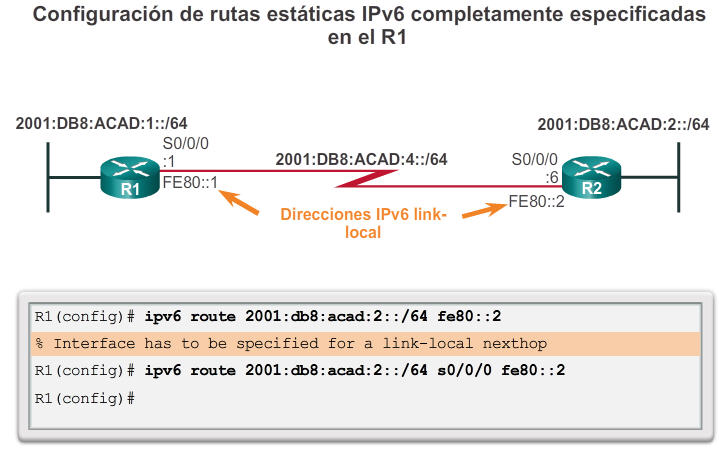 Configuración de rutas estáticas IPv6 completamente especificadas
en el R1
2001:DB8:ACAD:1::/64
2001:DB8:ACAD:2::/64
S0/0/0
:1
2001:DB8:ACAD:4::/64
S0/0/0
:6
R1
FE80::1
R2
FE80::2
Direcciones IPv6 link-
local
R1(config)# ipv6 route 2001:db8:acad:2::/64 fe80::2
% Interface has to be specified for a link-local nexthop
R1(config)# ipv6 route 2001:db8:acad:2::/64 s0/0/0 fe80::2
R1(config)#